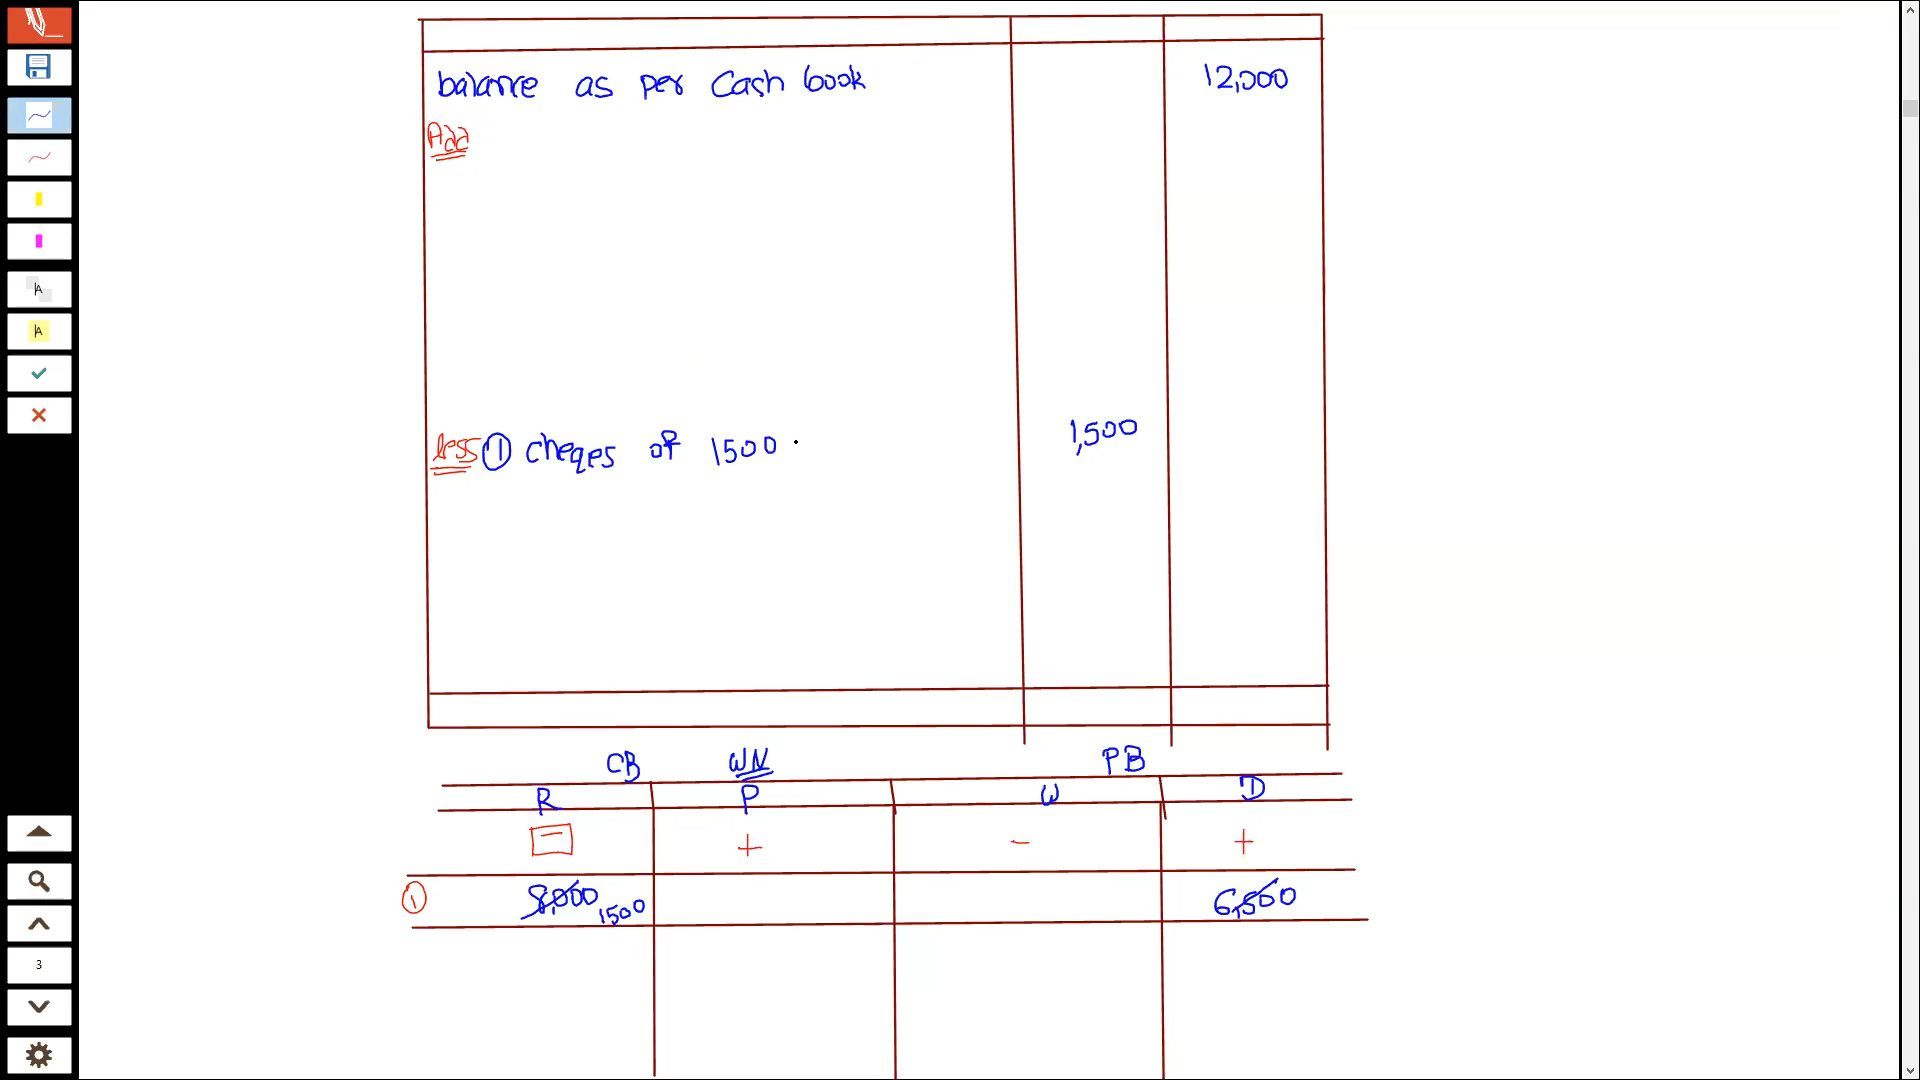 balance as per Cash book 12,000
Add
less ① cheqes of 1500 1,500
CB WN PB
R P W D
- + - +
① 8,000 1500 6,500
A
A
3